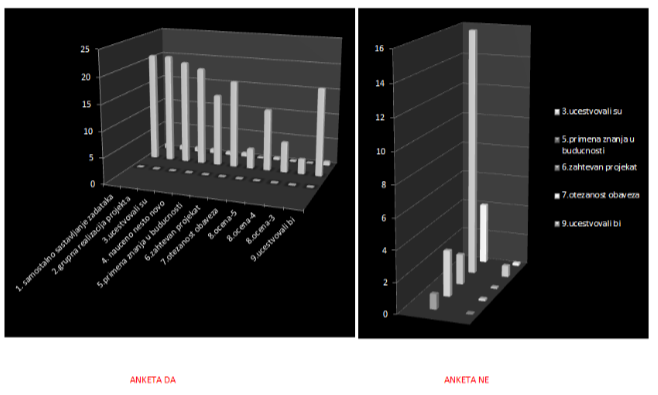 25
20
15
10
5
0
1. samostalno sastavljanje zadataka
2.grupna realizacija projekta
3.ucestvovali su
4. nauceno nesto novo
5.primena znanja u buducnosti
6.zahtevan projekat
7.otezanost obaveza
8.ocena-5
8.ocena-4
8.ocena-3
9.ucestvovali bi
16
14
12
10
8
6
4
2
0
3.ucestvovali su
5.primena znanja u
buducnosti
6.zahtevan projekat
7.otezanost obaveza
9.ucestvovali bi
ANKETA DA
ANKETA NE